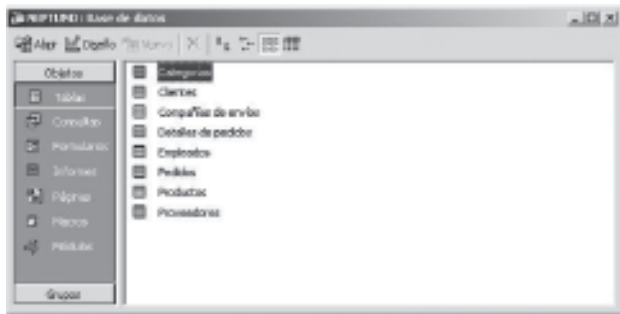 NEPTUNO : Base de datos
Abrir Diseño Nuevo
Objetos
Tablas
Consultas
Formularios
Informes
Páginas
Macros
Módulos
Grupos
Categorías
Clientes
Compañías de envíos
Detalles de pedidos
Empleados
Pedidos
Productos
Proveedores